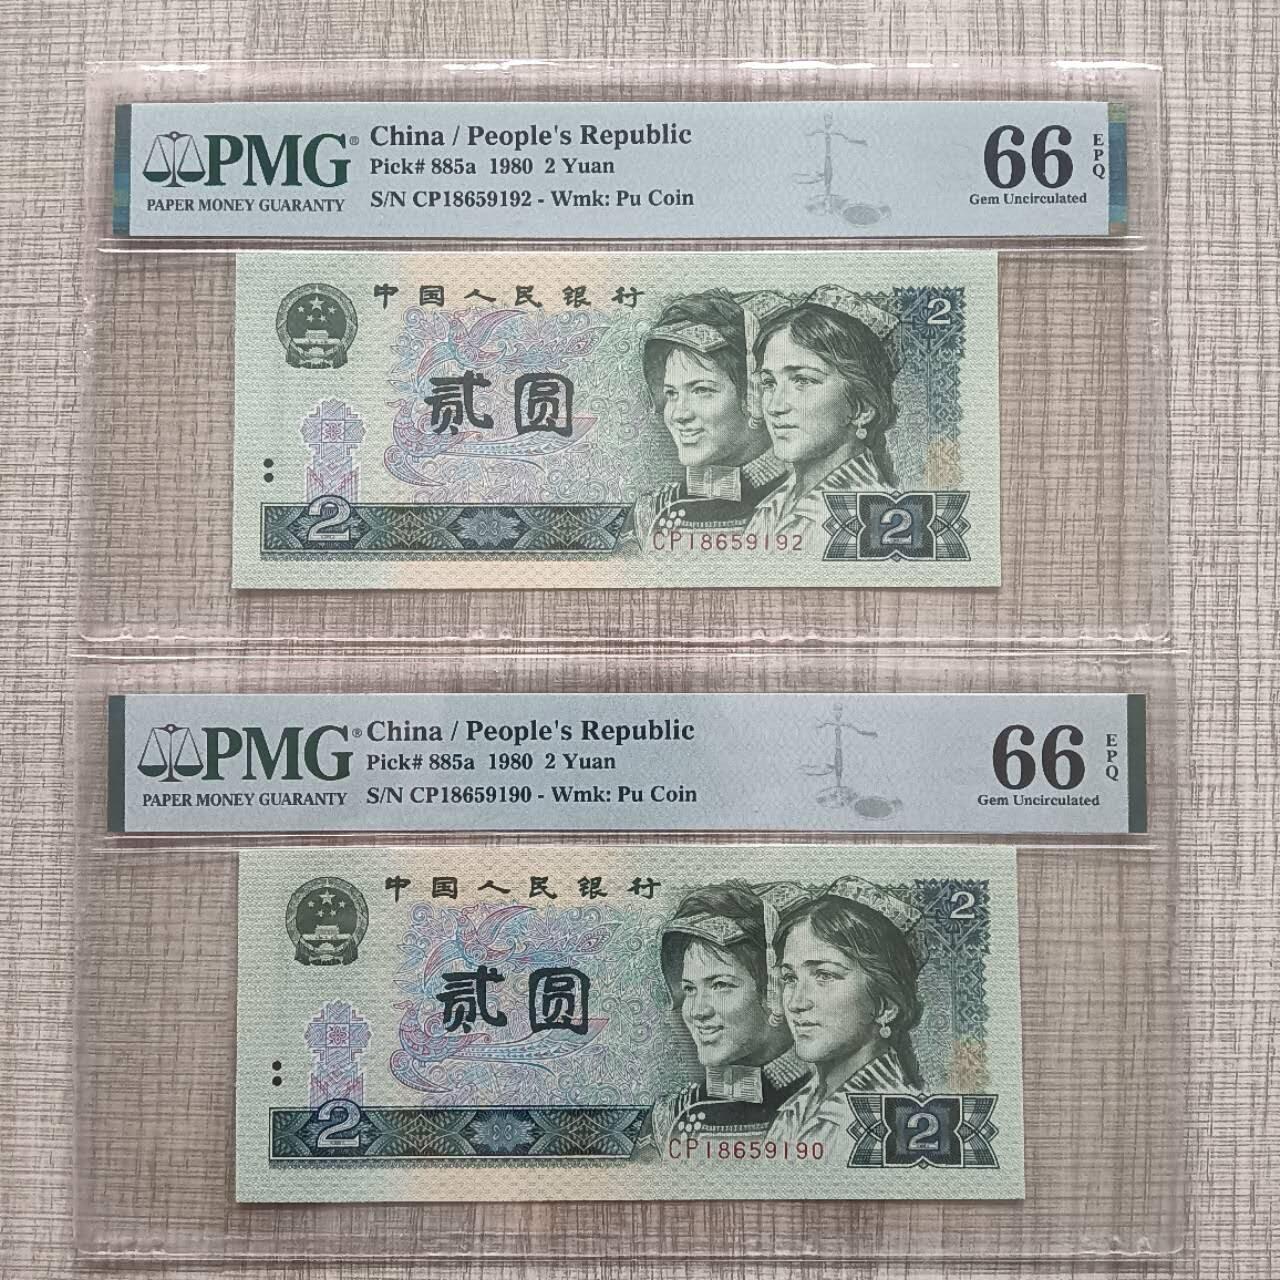 PMG®
PAPER MONEY GUARANTY
China / People's Republic
Pick# 885a 1980 2 Yuan
S/N CP18659192 - Wmk: Pu Coin
66
EPQ
Gem Uncirculated
中国人民银行
2
贰圆
2
2
CP18659192
PMG®
PAPER MONEY GUARANTY
China / People's Republic
Pick# 885a 1980 2 Yuan
S/N CP18659190 - Wmk: Pu Coin
66
EPQ
Gem Uncirculated
中国人民银行
2
贰圆
2
2
CP18659190